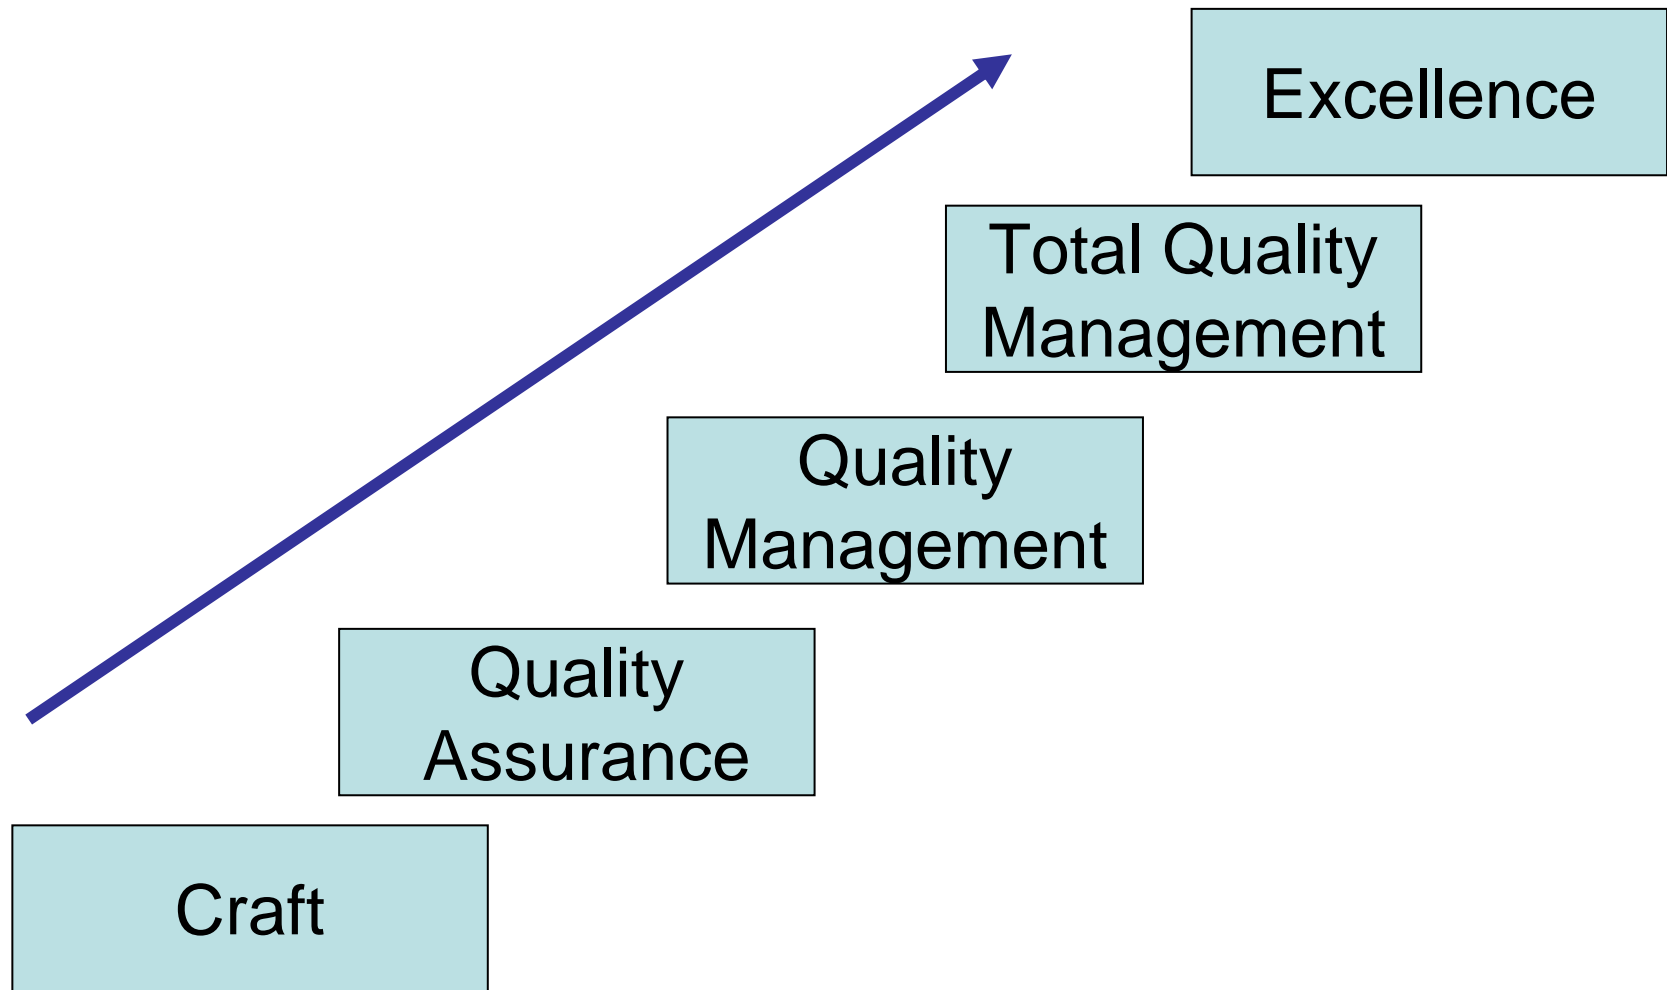 Excellence
Total Quality
Management
Quality
Management
Quality
Assurance
Craft